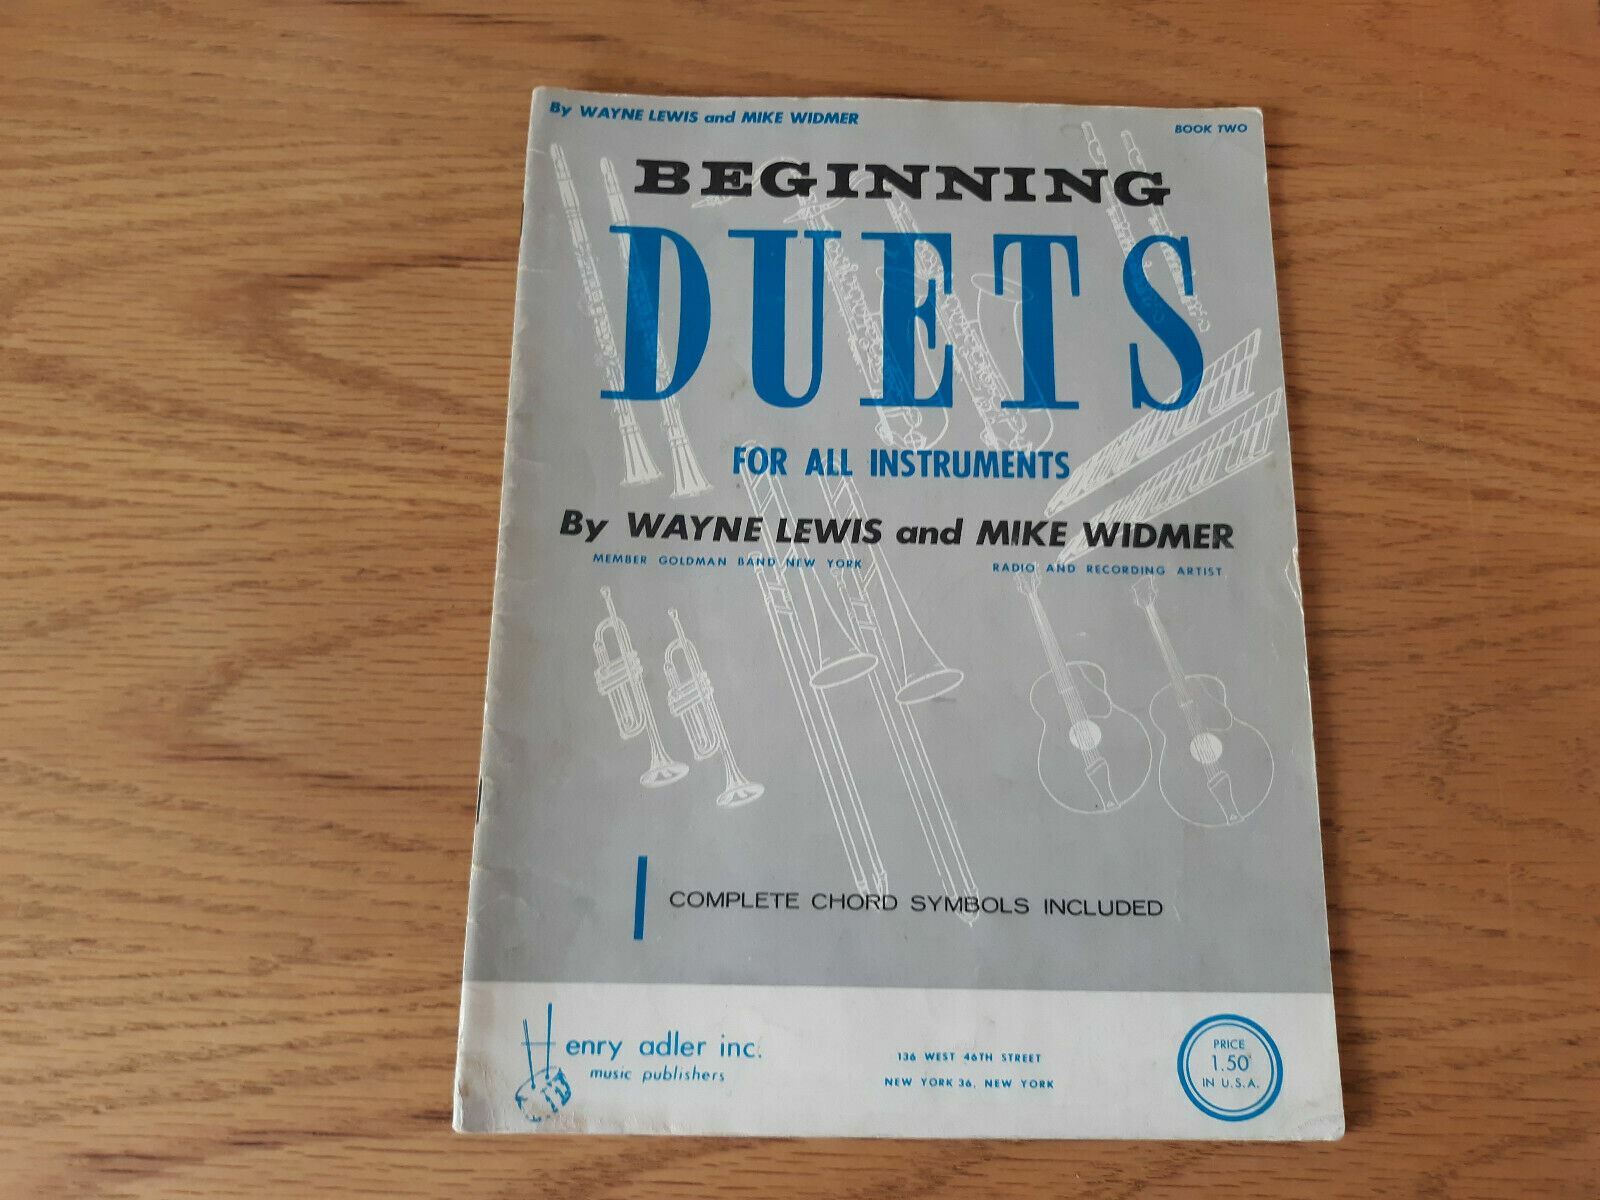 By WAYNE LEWIS and MIKE WIDMER
BOOK TWO
BEGINNING
DUETS
FOR ALL INSTRUMENTS
By WAYNE LEWIS and MIKE WIDMER
MEMBER GOLDMAN BAND NEW YORK
RADIO AND RECORDING ARTIST
COMPLETE CHORD SYMBOLS INCLUDED
Henry adler inc.
music publishers
136 WEST 46TH STREET
NEW YORK 36, NEW YORK
PRICE
1.50
IN U.S.A.